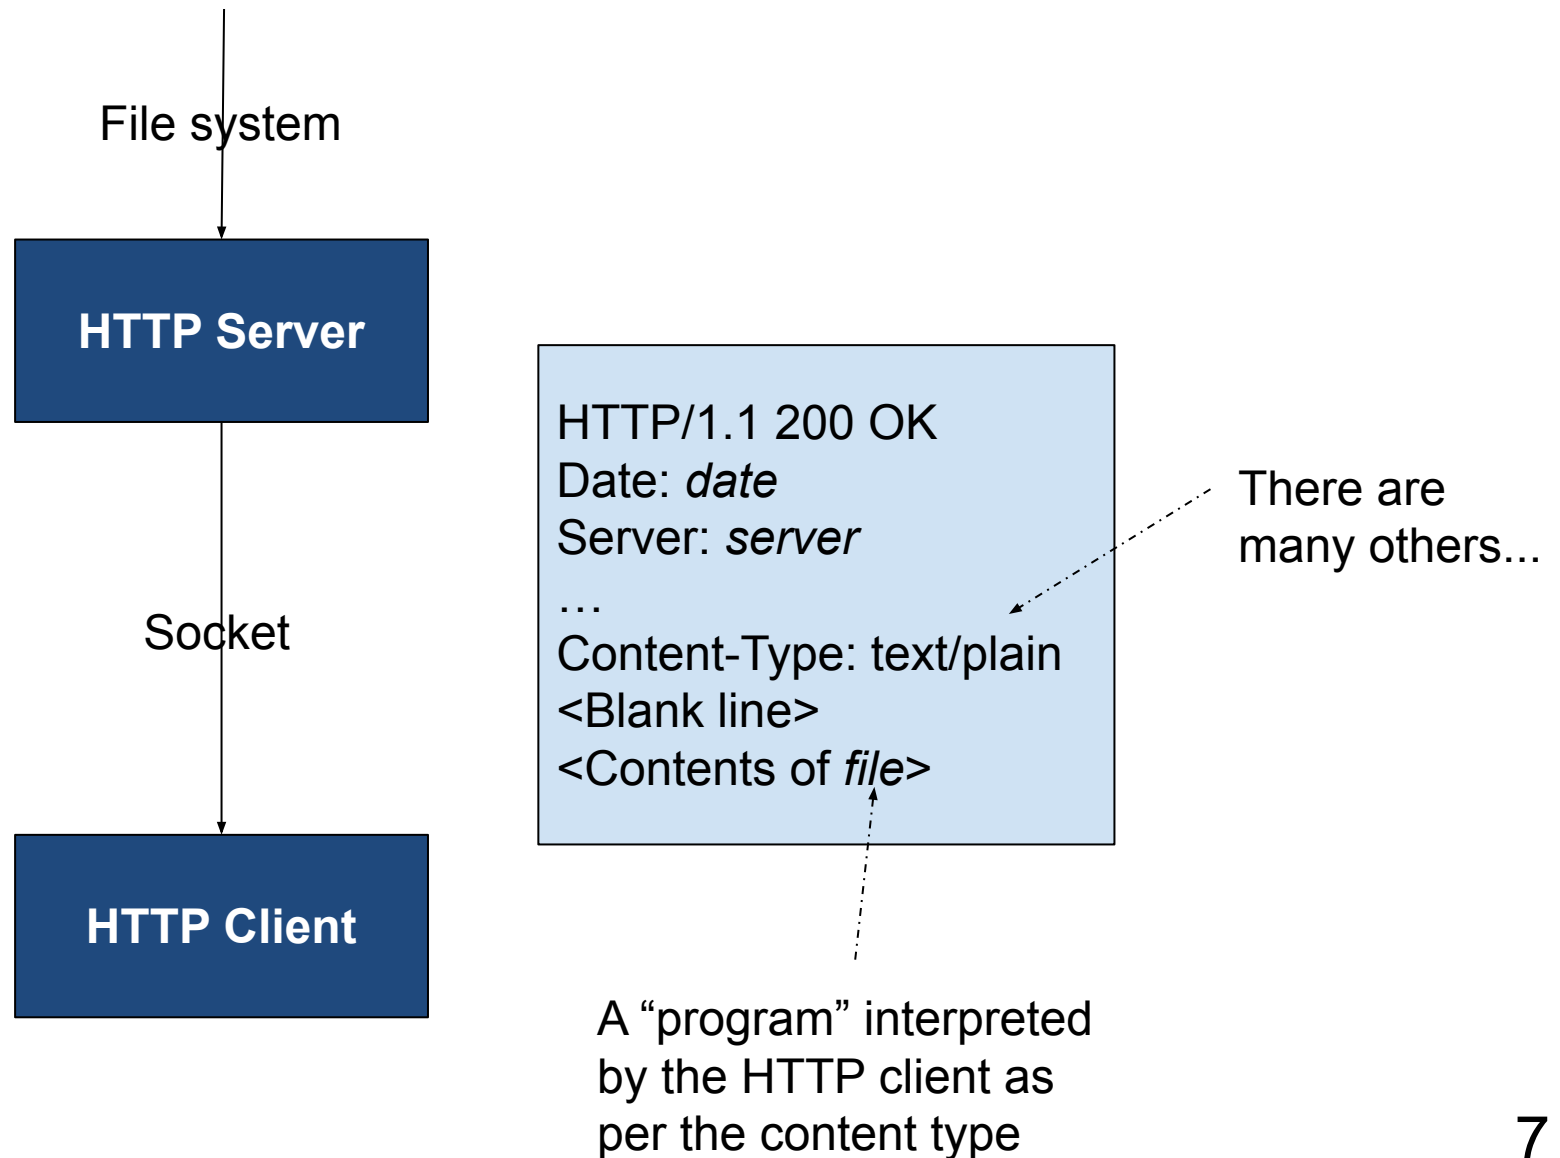 File system
HTTP Server
HTTP/1.1 200 OK
Date: date
Server: server
…
Content-Type: text/plain
<Blank line>
<Contents of file>
There are
many others...
Socket
HTTP Client
A “program” interpreted
by the HTTP client as
per the content type
7